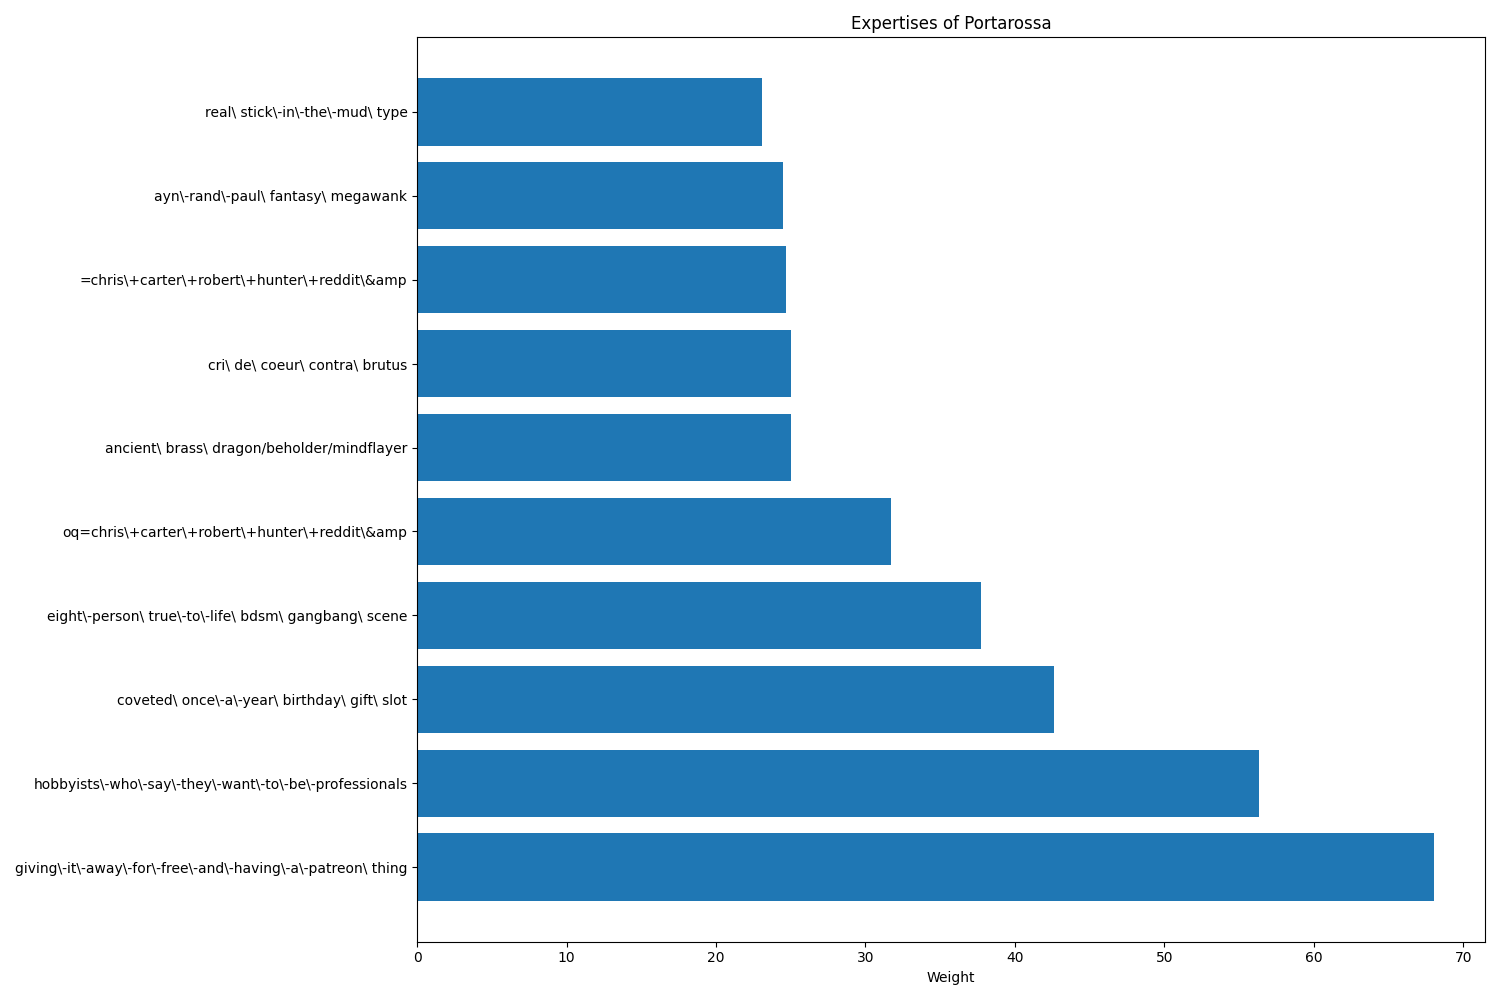 Expertises of Portarossa
real\ stick\-in\-the\-mud\ type
ayn\-rand\-paul\ fantasy\ megawank
=chris\+carter\+robert\+hunter\+reddit\&amp
cri\ de\ coeur\ contra\ brutus
ancient\ brass\ dragon/beholder/mindflayer
oq=chris\+carter\+robert\+hunter\+reddit\&amp
eight\-person\ true\-to\-life\ bdsm\ gangbang\ scene
coveted\ once\-a\-year\ birthday\ gift\ slot
hobbyists\-who\-say\-they\-want\-to\-be\-professionals
giving\-it\-away\-for\-free\-and\-having\-a\-patreon\ thing
0 10 20 30 40 50 60 70
Weight